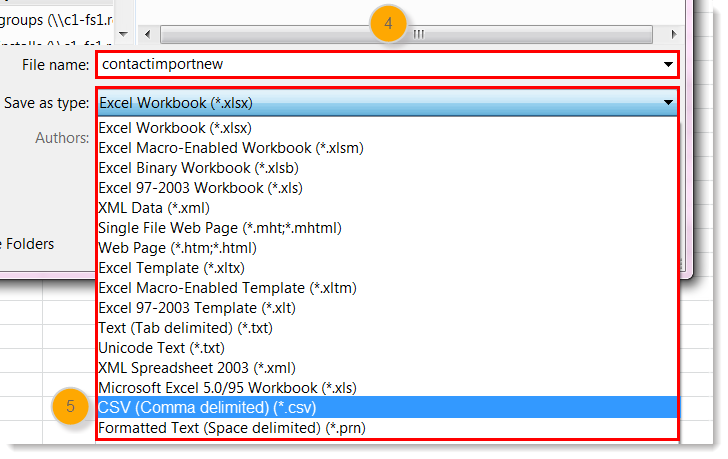 groups (\\c1-fs1.r
4
File name: contactimportnew
Save as type: Excel Workbook (*.xlsx)
Authors:
Excel Workbook (*.xlsx)
Excel Macro-Enabled Workbook (*.xlsm)
Excel Binary Workbook (*.xlsb)
Excel 97-2003 Workbook (*.xls)
XML Data (*.xml)
Single File Web Page (*.mht;*.mhtml)
Web Page (*.htm;*.html)
e Folders
Excel Template (*.xltx)
Excel Macro-Enabled Template (*.xltm)
Excel 97-2003 Template (*.xlt)
Text (Tab delimited) (*.txt)
Unicode Text (*.txt)
XML Spreadsheet 2003 (*.xml)
Microsoft Excel 5.0/95 Workbook (*.xls)
5 CSV (Comma delimited) (*.csv)
Formatted Text (Space delimited) (*.prn)